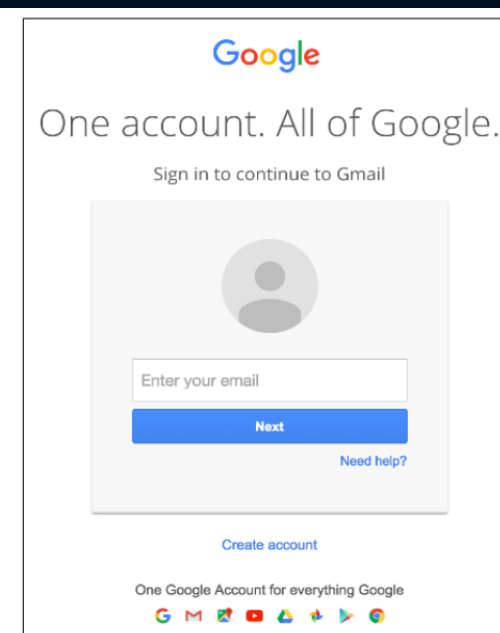 Google
One account. All of Google.
Sign in to continue to Gmail
Enter your email
Next
Need help?
Create account
One Google Account for everything Google